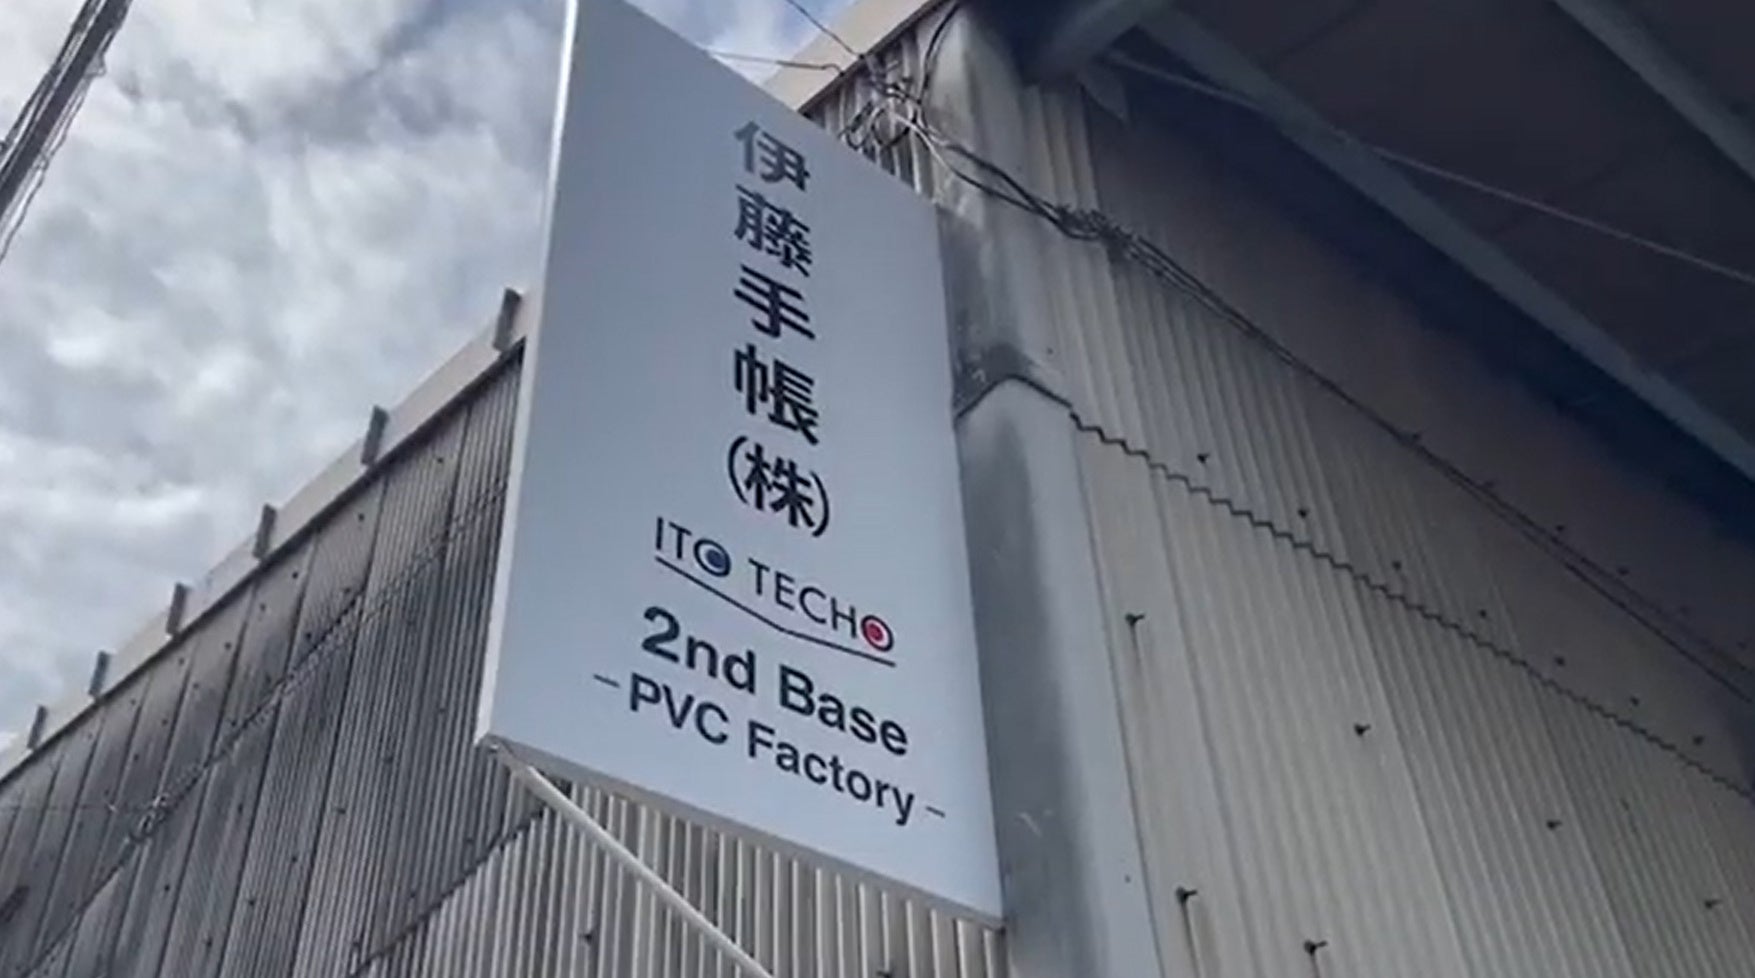 伊藤手帳(株)
ITO TECHO
2nd Base
-PVC Factory-